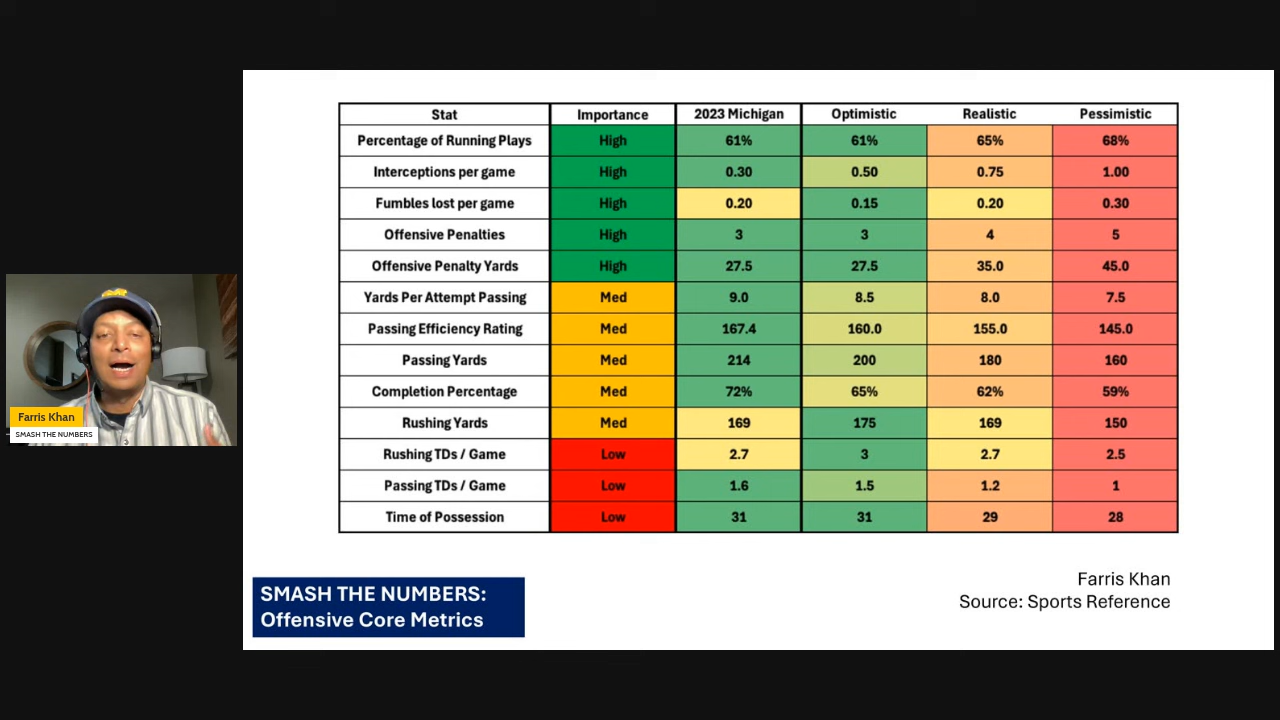 Stat Importance 2023 Michigan Optimistic Realistic Pessimistic
Percentage of Running Plays High 61% 61% 65% 68%
Interceptions per game High 0.30 0.50 0.75 1.00
Fumbles lost per game High 0.20 0.15 0.20 0.30
Offensive Penalties High 3 3 4 5
Offensive Penalty Yards High 27.5 27.5 35.0 45.0
Yards Per Attempt Passing Med 9.0 8.5 8.0 7.5
Passing Efficiency Rating Med 167.4 160.0 155.0 145.0
Passing Yards Med 214 200 180 160
Completion Percentage Med 72% 65% 62% 59%
Rushing Yards Med 169 175 169 150
Rushing TDs / Game Low 2.7 3 2.7 2.5
Passing TDs / Game Low 1.6 1.5 1.2 1
Time of Possession Low 31 31 29 28
Farris Khan
SMASH THE NUMBERS
SMASH THE NUMBERS:
Offensive Core Metrics
Farris Khan
Source: Sports Reference